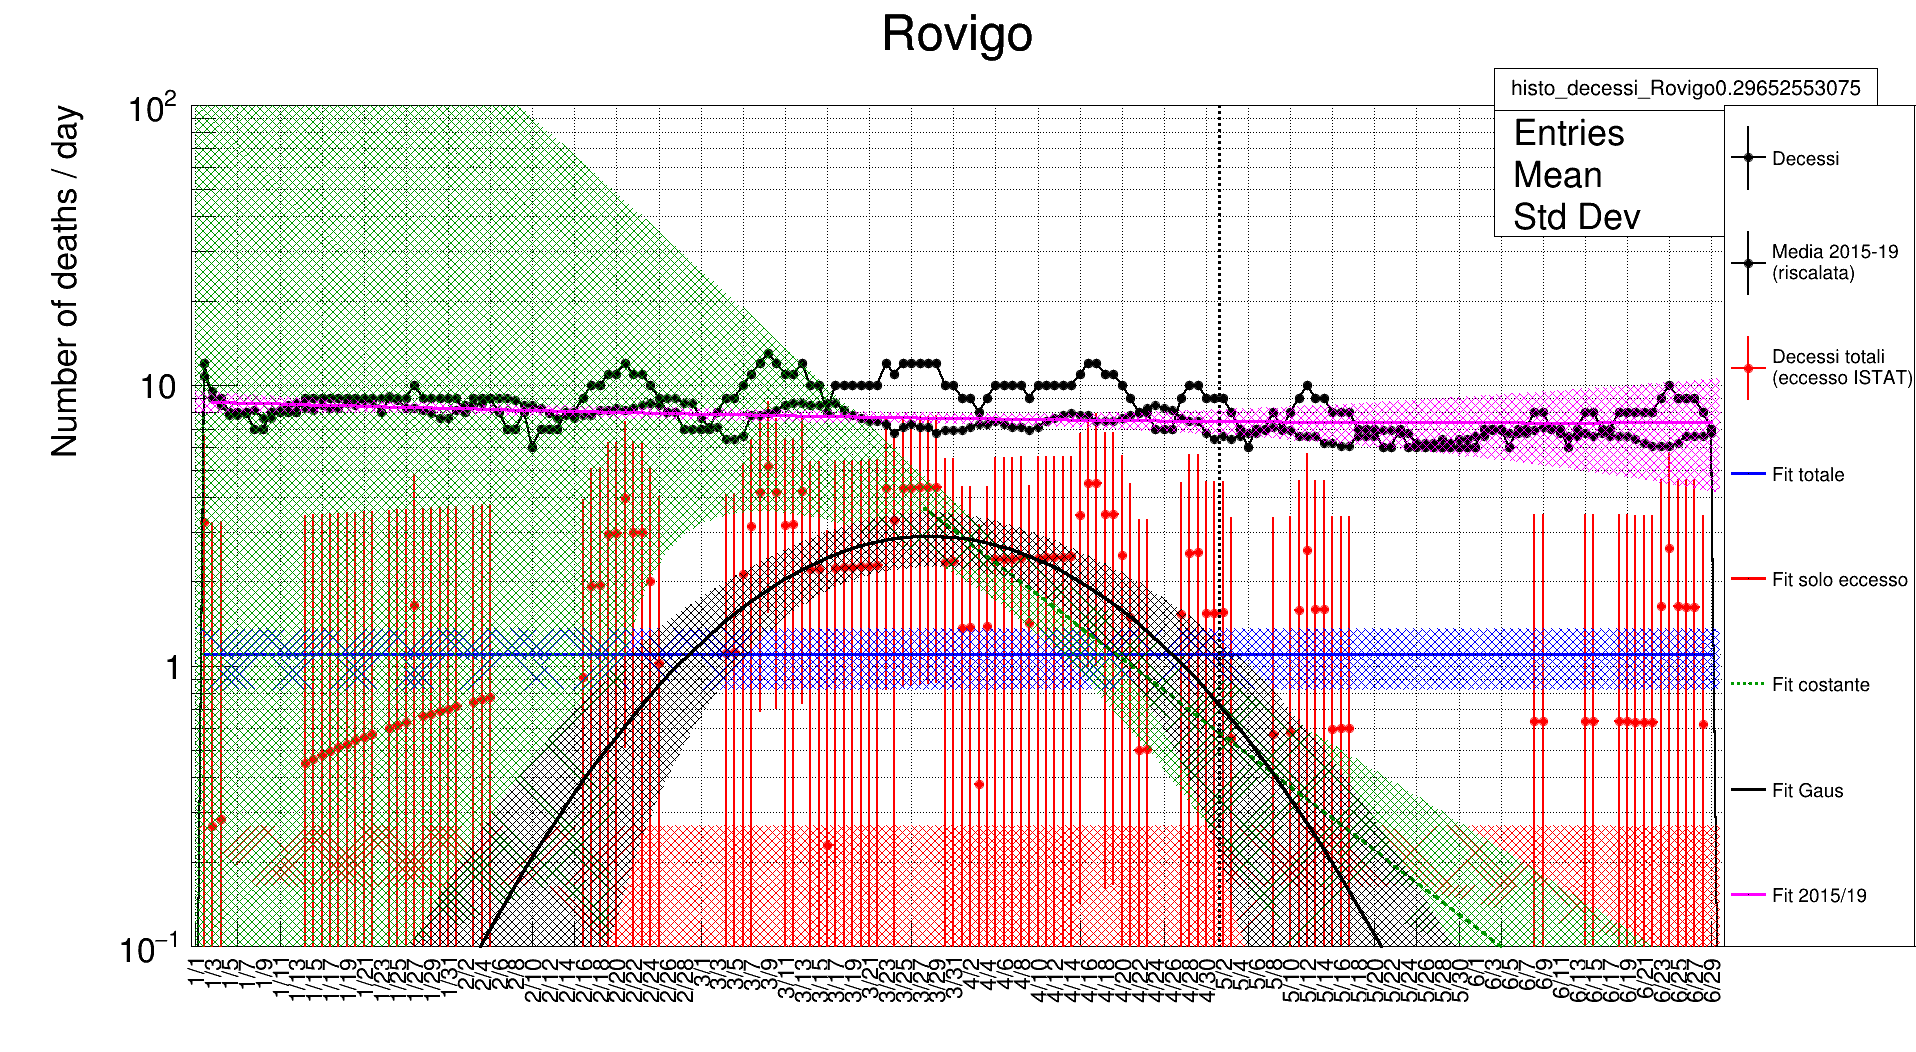 Rovigo
histo_decessi_Rovigo0.29652553075
Entries
Mean
Std Dev
Number of deaths / day
10²
10
1
10⁻¹
Decessi
Media 2015-19
(riscalata)
Decessi totali
(eccesso ISTAT)
Fit totale
Fit solo eccesso
Fit costante
Fit Gaus
Fit 2015/19
1/1 1/3 1/5 1/7 1/9 1/11 1/13 1/15 1/17 1/19 1/21 1/23 1/25 1/27 1/29 1/31 2/2 2/4 2/6 2/8 2/10 2/12 2/14 2/16 2/18 2/20 2/22 2/24 2/26 2/28 3/1 3/3 3/5 3/7 3/9 3/11 3/13 3/15 3/17 3/19 3/21 3/23 3/25 3/27 3/29 3/31 4/2 4/4 4/6 4/8 4/10 4/12 4/14 4/16 4/18 4/20 4/22 4/24 4/26 4/28 4/30 5/2 5/4 5/6 5/8 5/10 5/12 5/14 5/16 5/18 5/20 5/22 5/24 5/26 5/28 5/30 6/1 6/3 6/5 6/7 6/9 6/11 6/13 6/15 6/17 6/19 6/21 6/23 6/25 6/27 6/29